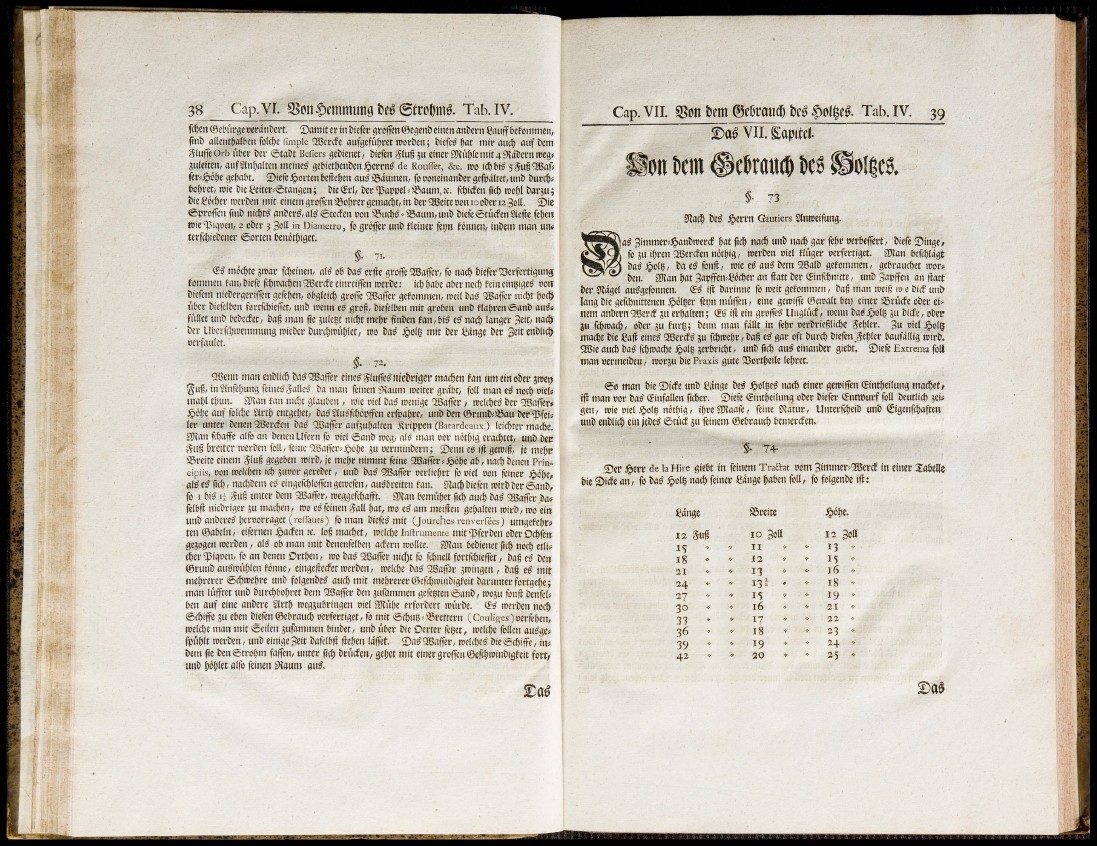 38 Cap. VI. Von Hemmung des Strohms. Tab. IV.
schen Gebürge verändert. Damit er in dieser grossen Gegend einen andern Lauff bekommen,
sind allenthalben solche simple Wercke aufgeführet worden; dieses hat mir auch auf dem
Flusse Orb über der Stadt Besiers gedienet, diesen Fluß zu einer Mühle mit 4 Rädern weg-
zuleiten, auf Anhalten meines gebiethenden Herrns de Rousset, &c. wo ich bis 5 Fuß Was-
ser-Höhe gehabt. Diese Horten bestehen aus Bäumen, so voneinander gespältet, und durch-
bohret, wie die Leiter-Stangen; die Erl, der Pappel-Baum, ꝛc. schicken sich wohl darzu;
die Löcher werden mit einem grossen Bohrer gemacht, in der Weite von 10 oder 12 Zoll. Die
Sprossen sind nichts anders, als Stecken von Buchs-Baum, und diese Stücken Aeste sehen
wie Piqven, 2 oder 3 Zoll in Diametro, so grösser und kleiner seyn können, indem man un-
terschiedener Sorten benöthiget.
§. 71.
Es möchte zwar scheinen, als ob das erste grosse Wasser, so nach dieser Verfertigung
kommen kan, diese schwachen Wercke einreissen werde: ich habe aber noch kein eintziges von
diesem niedergerissen gesehen, obgleich grosse Wasser gekommen, weil das Wasser nicht hoch
über dieselben fortschiesset, und wenn es groß, dieselben mit groben und klahren Sand aus-
füllet und bedecket, daß man sie zuletzt nicht mehr finden kan, bis es nach langer Zeit, nach
der Uberschwemmung wieder durchwühlet, wo das Holtz mit der Länge der Zeit endlich
verfaulet.
§. 72.
Wenn man endlich das Wasser eines Flusses niedriger machen kan um ein oder zwey
Fuß, in Ansehung seines Falles da man seinen Raum weiter gräbt, soll man es noch viel-
mahl thun. Man kan nicht glauben, wie viel das wenige Wasser, welches der Wasser-
Höhe auf solche Arth entgehet, das Ausschöpffen erspahre, und den Grund-Bau der Pfei-
ler unter denen Wercken das Wasser aufzuhalten Krippen (Batardeaux.) leichter mache.
Man schaffe also an denen Ufern so viel Sand weg, als man vor nöthig erachtet, und der
Fuß breiter werden soll, seine Wasser-Höhe zu vermindern; Denn es ist gewiß, je mehr
Breite einem Fluß gegeben wird, je mehr nimmt seine Wasser-Höhe ab, nach denen Prin-
cipiis, von welchen ich zuvor geredet, und das Wasser verliehrt so viel von seiner Höhe,
als es sich, nachdem es eingeschlossen gewesen, ausbreiten kan. Nach diesen wird der Sand,
so 1 bis 1½ Fuß unter dem Wasser, weggeschafft. Man bemühet sich auch das Wasser da-
selbst niedriger zu machen, wo es seinen Fall hat, wo es am meisten gehalten wird, wo ein
und anderes hervorraget (ressauts) so man dieses mit (Jourches renversées) umgekehr-
ten Gabeln, eisernen Hacken ꝛc. loß machet, welche Instrumente mit Pferden oder Ochsen
gezogen werden, als ob man mit denenselben ackern wollte. Man bedienet sich noch etli-
cher Piqven, so an denen Orthen, wo das Wasser nicht so schnell fortschiesset, daß es den
Grund auswühlen könne, eingestecket werden, welche das Wasser zwingen, daß es mit
mehrerer Schwehre und folgendes auch mit mehrerer Geschwindigkeit darunter fortgehe;
man lüfftet und durchbohret dem Wasser den zusammen gesetzten Sand, wozu sonst densel-
ben auf eine andere Arth wegzubringen viel Mühe erfordert würde. Es werden noch
Schiffe zu eben diesen Gebrauch verfertiget, so mit Schutz-Brettern (Couliges) versehen,
welche man mit Seilen zusammen bindet, und über die Oerter setzet, welche sollen ausge-
spühlt werden, und einige Zeit daselbst stehen lässet. Das Wasser, welches die Schiffe, in-
dem sie den Strohm fassen, unter sich drücken, gehet mit einer grossen Geschwindigkeit fort,
und höhlet also seinen Raum aus.
Das
Cap. VII. Von dem Gebrauch des Holtzes. Tab. IV. 39
Das VII. Capitel.
Von dem Gebrauch des Holtzes.
§. 73
Nach des Herrn Gautiers Anweisung.
Das Zimmer-Handwerck hat sich nach und nach gar sehr verbessert, diese Dinge,
so zu ihren Wercken nöthig, werden viel klüger verfertiget. Man beschlägt
das Holtz, da es sonst, wie es aus dem Wald gekommen, gebrauchet wor-
den. Man hat Zapffen-Löcher an statt der Einschnitte, und Zapffen an statt
der Nägel ausgesonnen. Es ist darinne so weit gekommen, daß man weiß wie dick und
lang die geschnittenen Höltzer seyn müssen, eine gewisse Gewalt bey einer Brücke oder ei-
nem andern Werck zu erhalten; Es ist ein grosses Unglück, wenn das Holtz zu dicke, oder
zu schwach, oder zu kurtz; denn man fällt in sehr verdrießliche Fehler. Zu viel Holtz
macht die Last eines Wercks zu schwehr, daß es gar oft durch diesen Fehler baufällig wird.
Wie auch das schwache Holtz zerbricht, und sich aus einander giebt. Diese Extrema soll
man vermeiden, worzu die Praxis gute Vortheile lehret.
So man die Dicke und Länge des Holtzes nach einer gewissen Eintheilung machet,
ist man vor das Einfallen sicher. Diese Eintheilung oder dieser Entwurf soll deutlich zei-
gen, wie viel Holtz nöthig, ihre Maase, seine Natur, Unterscheid und Eigenschaften
und endlich ein jedes Stück zu seinem Gebrauch bemercken.
§. 74
Der Herr de la Hire giebt in seinem Tractat vom Zimmer-Werck in einer Tabelle
die Dicke an, so das Holtz nach seiner Länge haben soll, so folgende ist:
Länge Breite Höhe.
12 Fuß 10 Zoll 12 Zoll
15 " " 11 " " 13 "
18 " " 12 " " 15 "
21 " " 13 " " 16 "
24 " " 13½ " " 18 "
27 " " 15 " " 19 "
30 " " 16 " " 21 "
33 " " 17 " " 22 "
36 " " 18 " " 23 "
39 " " 19 " " 24 "
42 " " 20 " " 25 "
Das